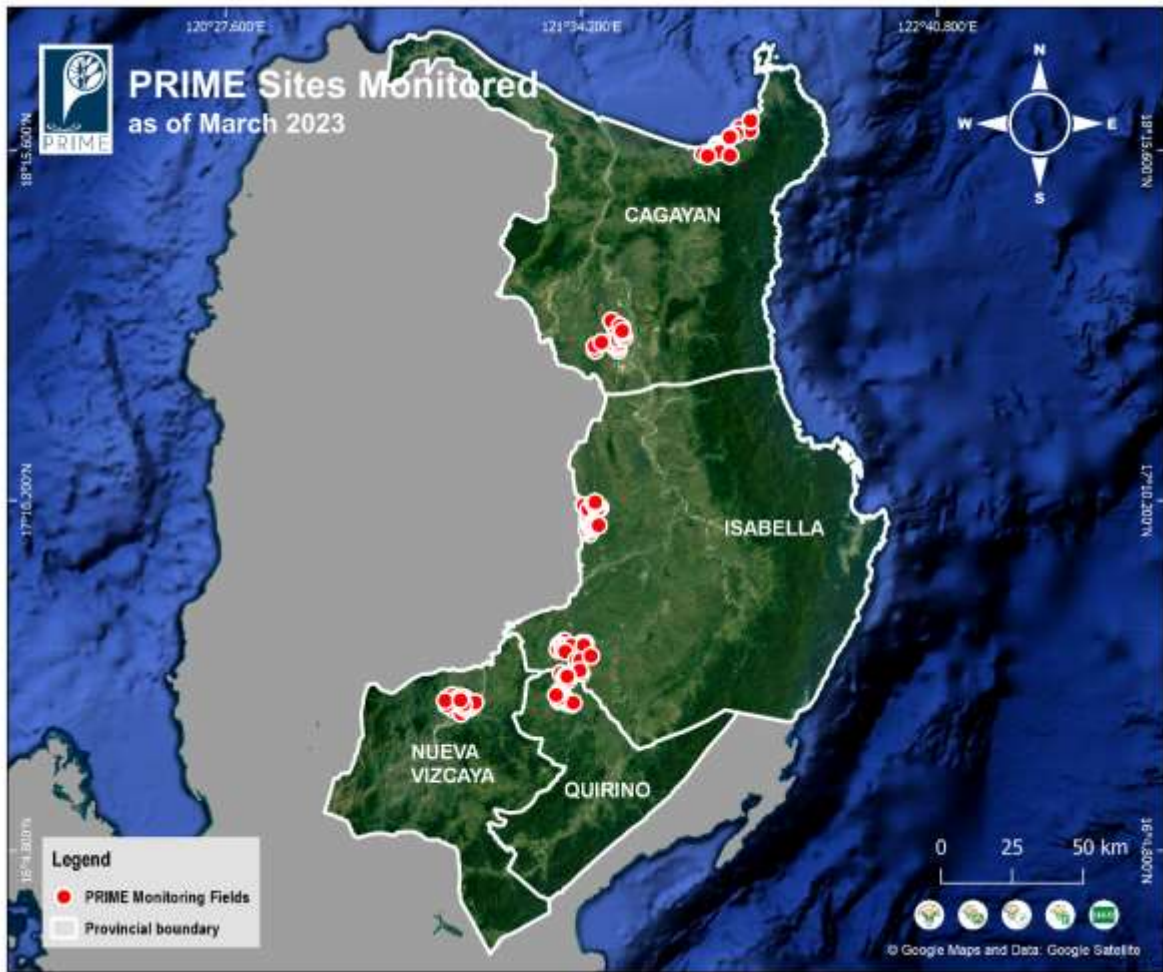 120°27.600'E
121°34.200'E
122°40.800'E
PRIME
PRIME Sites Monitored
as of March 2023
N
W
E
S
18°15.600'N
18°15.600'N
CAGAYAN
17°10.200'N
17°10.200'N
ISABELLA
NUEVA
VIZCAYA
QUIRINO
16°4.800'N
16°4.800'N
Legend
PRIME Monitoring Fields
Provincial boundary
0 25 50 km
© Google Maps and Data: Google Satellite